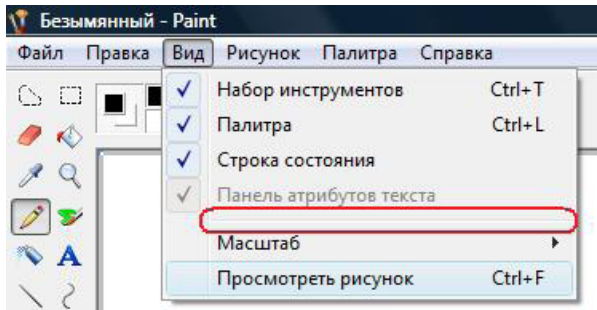 Безымянный - Paint
Файл Правка Вид Рисунок Палитра Справка
Набор инструментов Ctrl+T
Палитра Ctrl+L
Строка состояния
Панель атрибутов текста
Масштаб
Просмотреть рисунок Ctrl+F